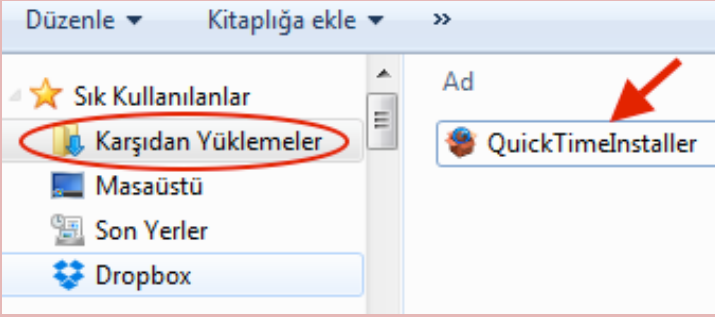 Düzenle Kitaplığa ekle »
Sık Kullanılanlar
Karşıdan Yüklemeler
Masaüstü
Son Yerler
Dropbox
Ad
QuickTimeInstaller